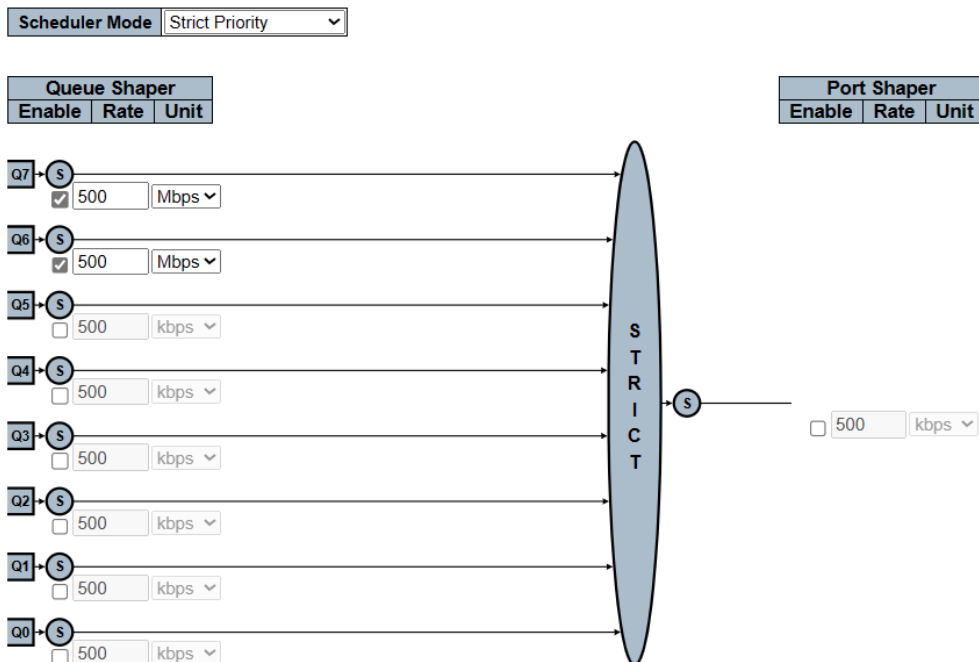 Scheduler Mode Strict Priority
Queue Shaper
Enable Rate Unit
Port Shaper
Enable Rate Unit
Q7 S
500 Mbps
Q6 S
500 Mbps
Q5 S
500 kbps
Q4 S
500 kbps
Q3 S
500 kbps
Q2 S
500 kbps
Q1 S
500 kbps
Q0 S
500 kbps
S
T
R
I
C
T
S
500 kbps